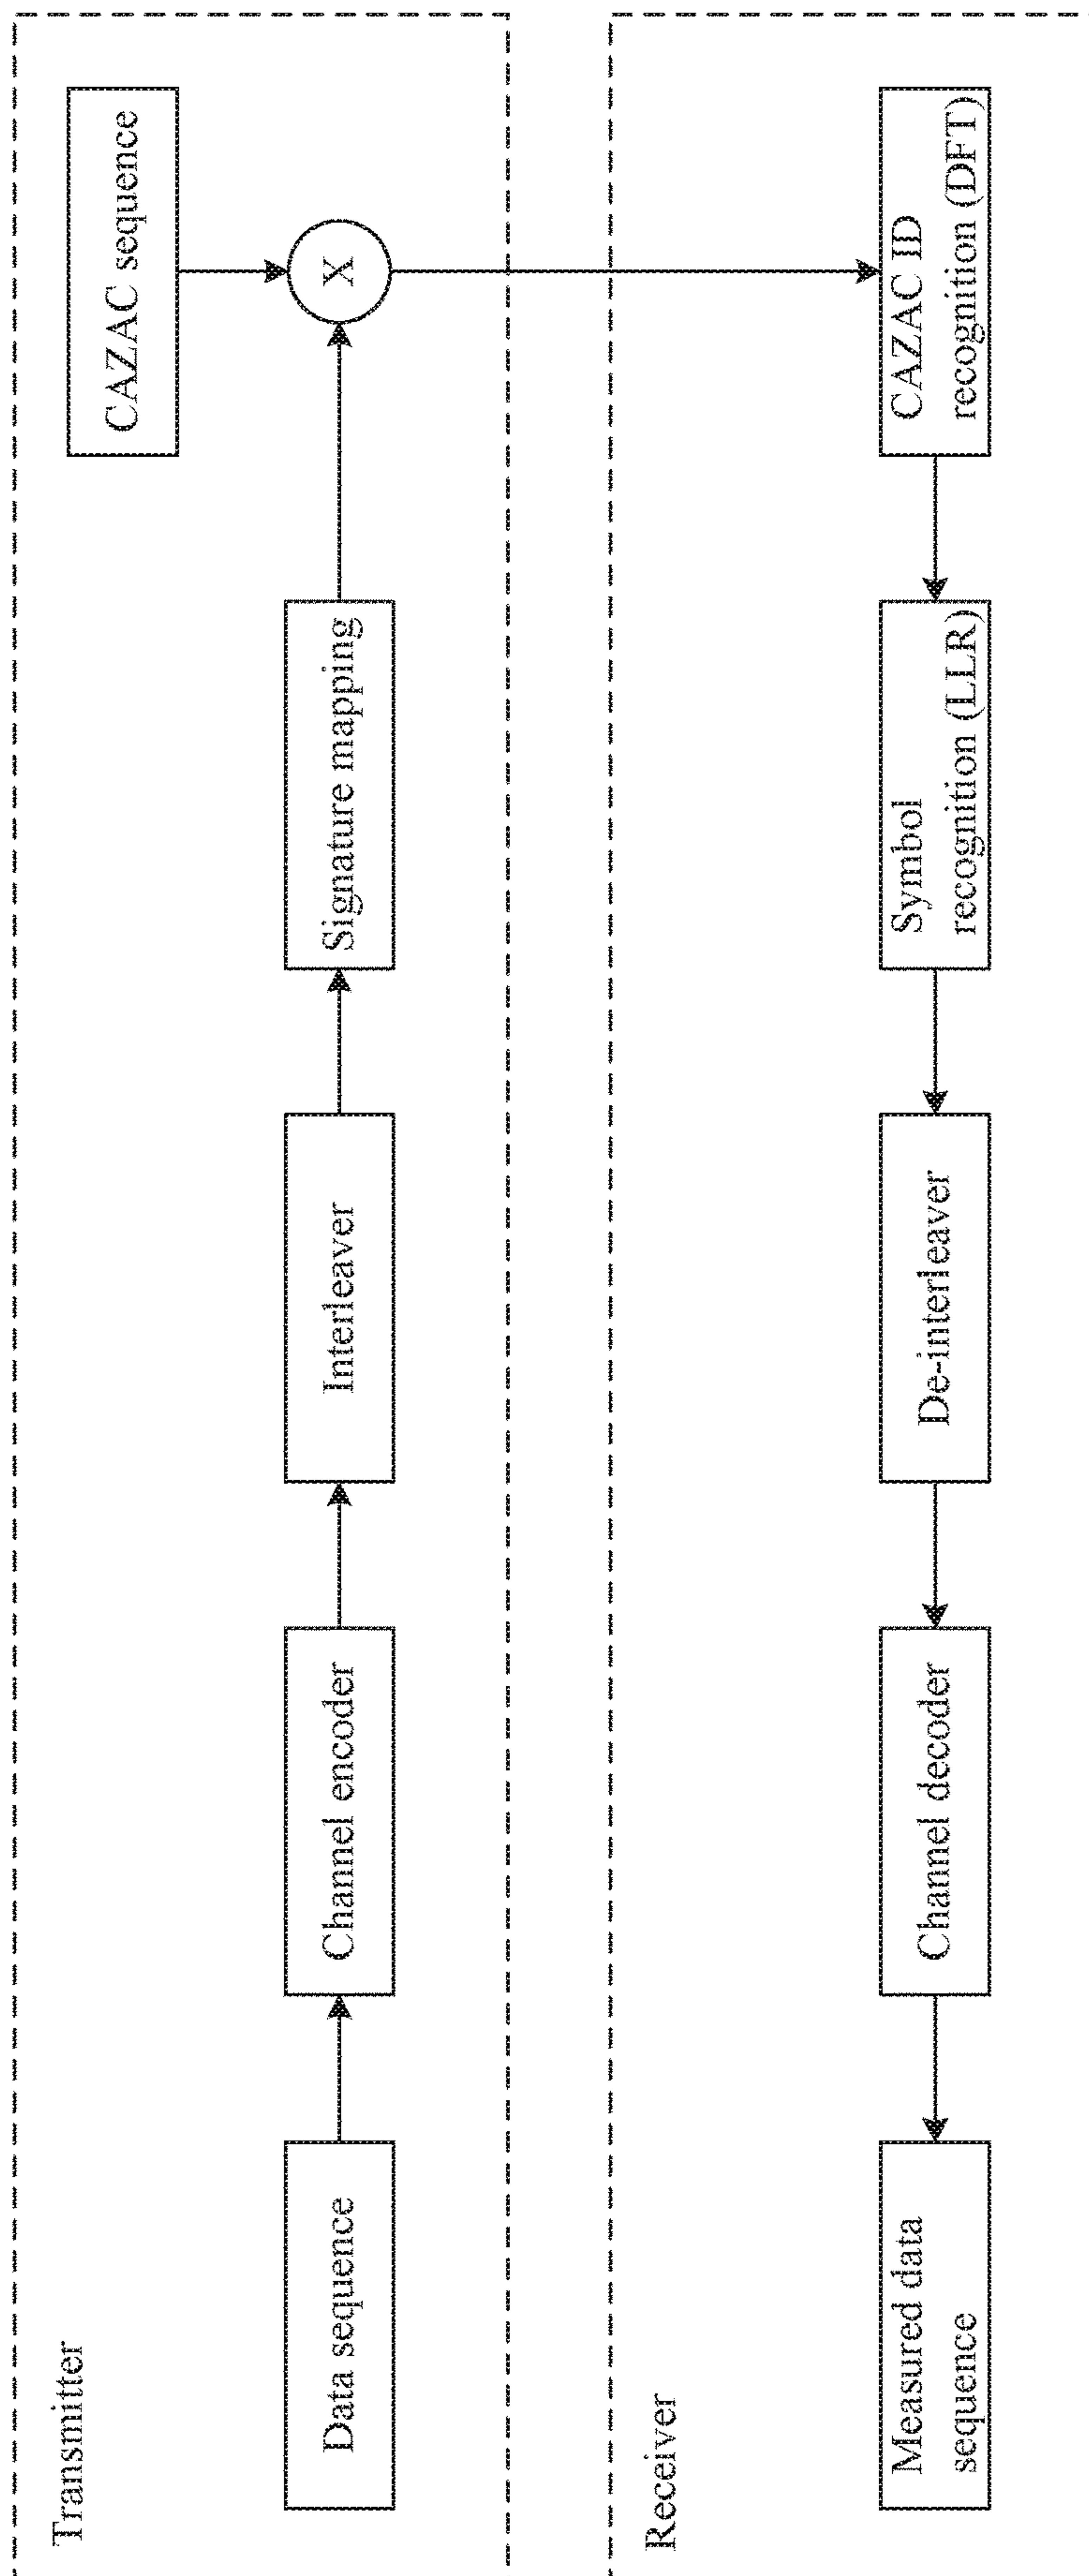 Transmitter
CAZAC sequence
Data sequence
Channel encoder
Interleaver
Signature mapping
X
Receiver
Measured data
sequence
Channel decoder
De-interleaver
Symbol
recognition (LLR)
CAZAC ID
recognition (DFT)